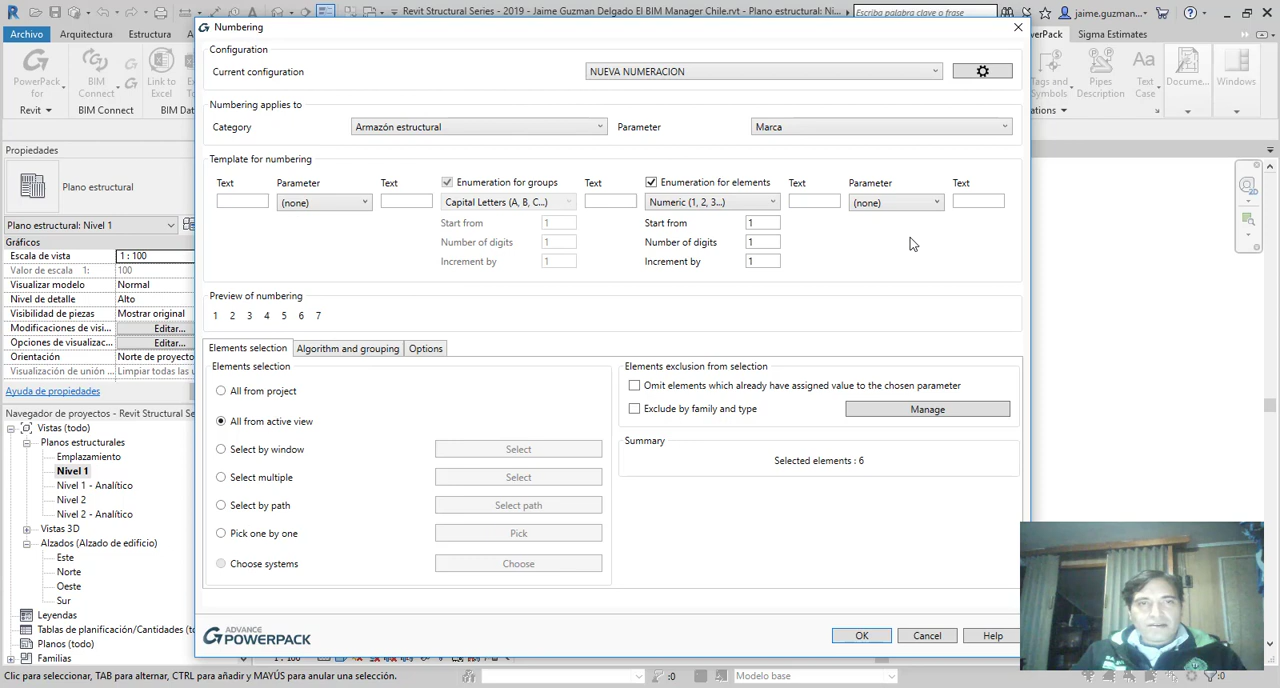 Revit Structural Series - 2019 - Jaime Guzman Delgado El BIM Manager Chile.rvt - Plano estructural: Ni...
Escriba palabra clave o frase
jaime.guzman...
Archivo
Arquitectura
Estructura
PowerPack
for
Revit
BIM
Connect
BIM Connect
Link to
Excel
BIM Dat
Numbering
Configuration
Current configuration
NUEVA NUMERACION
Numbering applies to
Category
Armazón estructural
Parameter
Marca
Template for numbering
Text
Parameter
Text
Enumeration for groups
Text
Enumeration for elements
Text
Parameter
Text
(none)
Capital Letters (A, B, C...)
Numeric (1, 2, 3...)
(none)
Start from
1
Start from
1
Number of digits
1
Number of digits
1
Increment by
1
Increment by
1
Preview of numbering
1 2 3 4 5 6 7
Elements selection
Algorithm and grouping
Options
Elements selection
All from project
All from active view
Select by window
Select
Select multiple
Select
Select by path
Select path
Pick one by one
Pick
Choose systems
Choose
Elements exclusion from selection
Omit elements which already have assigned value to the chosen parameter
Exclude by family and type
Manage
Summary
Selected elements : 6
ADVANCE
POWERPACK
OK
Cancel
Help
werPack
Sigma Estimates
Tags and
Symbols
Pipes
Description
Text
Case
Docume...
Windows
ations
Propiedades
Plano estructural
Plano estructural: Nivel 1
Gráficos
Escala de vista
1 : 100
Valor de escala 1:
100
Visualizar modelo
Normal
Nivel de detalle
Alto
Visibilidad de piezas
Mostrar original
Modificaciones de visi...
Editar...
Opciones de visualizac...
Editar...
Orientación
Norte de proyecto
Visualización de unión ...
Limpiar todas las
Ayuda de propiedades
Navegador de proyectos - Revit Structural Series
Vistas (todo)
Planos estructurales
Emplazamiento
Nivel 1
Nivel 1 - Analítico
Nivel 2
Nivel 2 - Analítico
Vistas 3D
Alzados (Alzado de edificio)
Este
Norte
Oeste
Sur
Leyendas
Tablas de planificación/Cantidades (to
Planos (todo)
Familias
Clic para seleccionar, TAB para alternar, CTRL para añadir y MAYÚS para anular una selección.
:0
Modelo base
:0